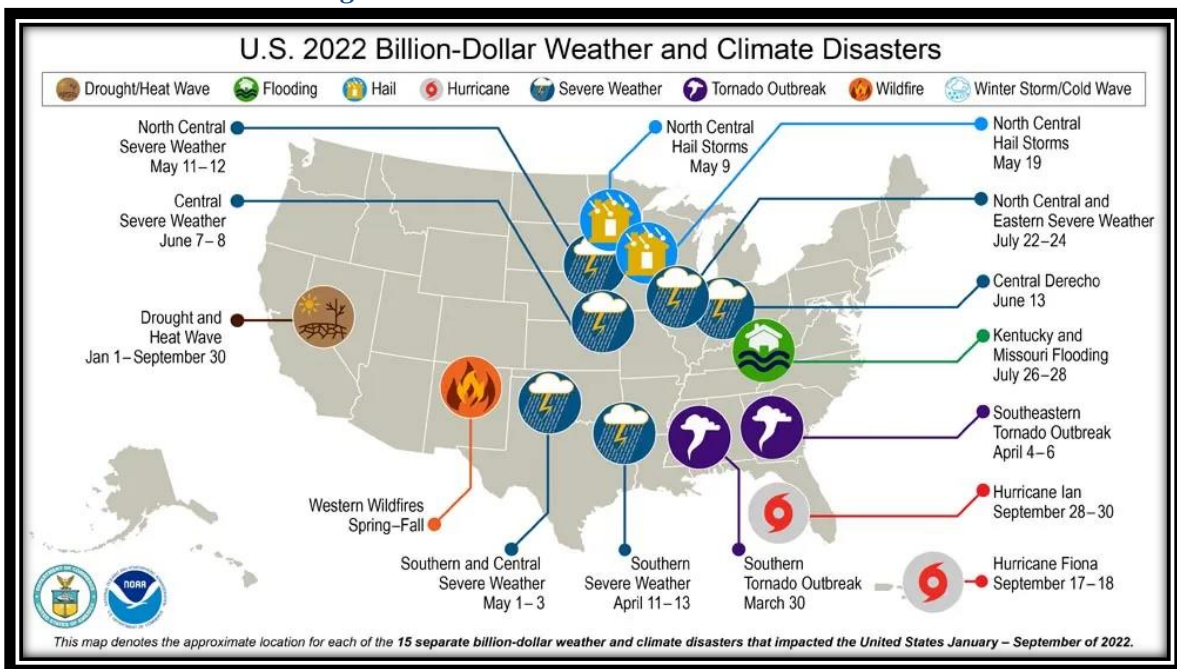 U.S. 2022 Billion-Dollar Weather and Climate Disasters
Drought/Heat Wave Flooding Hail Hurricane Severe Weather Tornado Outbreak Wildfire Winter Storm/Cold Wave
North Central
Severe Weather
May 11–12
North Central
Hail Storms
May 9
North Central
Hail Storms
May 19
Central
Severe Weather
June 7–8
North Central and
Eastern Severe Weather
July 22–24
Central Derecho
June 13
Drought and
Heat Wave
Jan 1–September 30
Kentucky and
Missouri Flooding
July 26–28
Southeastern
Tornado Outbreak
April 4–6
Western Wildfires
Spring–Fall
Hurricane Ian
September 28–30
Southern and Central
Severe Weather
May 1–3
Southern
Severe Weather
April 11–13
Southern
Tornado Outbreak
March 30
Hurricane Fiona
September 17–18
NOAA
This map denotes the approximate location for each of the 15 separate billion-dollar weather and climate disasters that impacted the United States January – September of 2022.